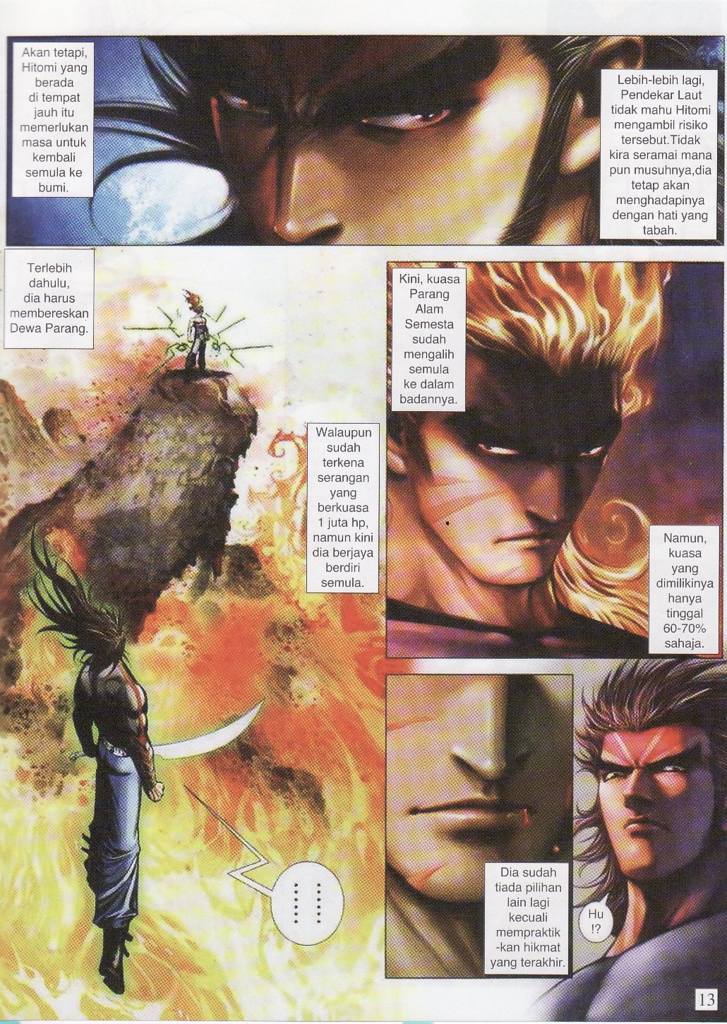 Akan tetapi,
Hitomi yang
berada
di tempat
jauh itu
memerlukan
masa untuk
kembali
semula ke
bumi.
Lebih-lebih lagi,
Pendekar Laut
tidak mahu Hitomi
mengambil risiko
tersebut.Tidak
kira seramai mana
pun musuhnya,dia
tetap akan
menghadapinya
dengan hati yang
tabah.
Terlebih
dahulu,
dia harus
membereskan
Dewa Parang.
Walaupun
sudah
terkena
serangan
yang
berkuasa
1 juta hp,
namun kini
dia berjaya
berdiri
semula.
Kini, kuasa
Parang
Alam
Semesta
sudah
mengalih
semula
ke dalam
badannya.
Namun,
kuasa
yang
dimilikinya
hanya
tinggal
60-70%
sahaja.
Dia sudah
tiada pilihan
lain lagi
kecuali
mempraktik
-kan hikmat
yang terakhir.
Hu
!?
13